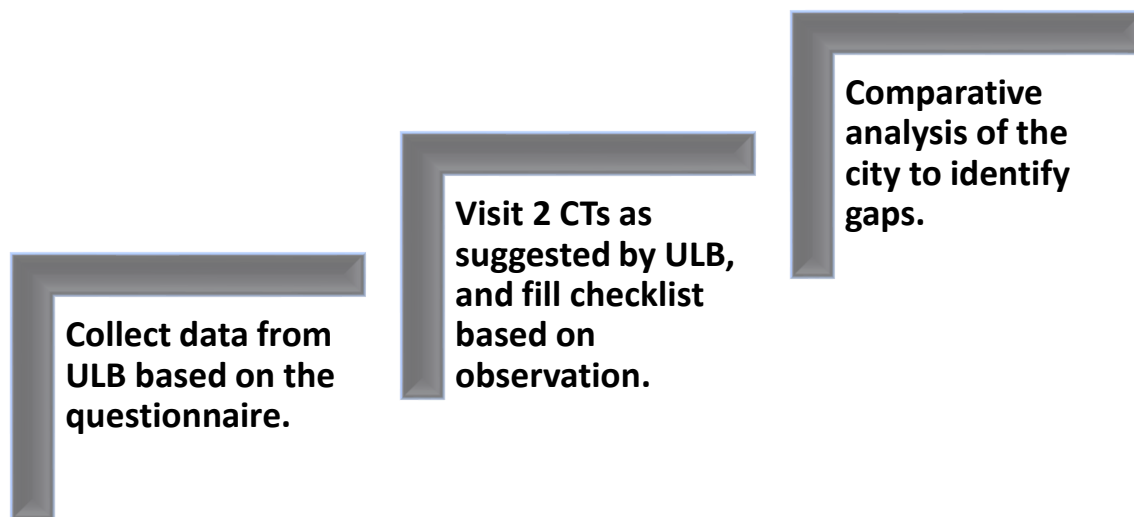 Collect data from
ULB based on the
questionnaire.
Visit 2 CTs as
suggested by ULB,
and fill checklist
based on
observation.
Comparative
analysis of the
city to identify
gaps.